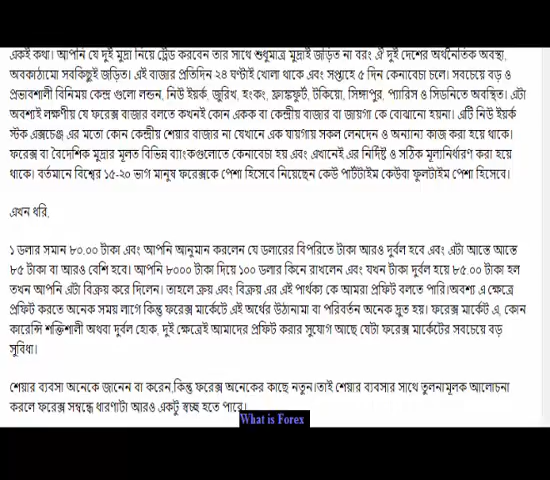 একই কথা। আপনি যে দুই মুদ্রা নিয়ে ট্রেড করবেন তার সাথে শুধুমাত্র মুদ্রাই জড়িত না বরং ঐ দুই দেশের অর্থনৈতিক অবস্থা,
অবকাঠামো সবকিছুই জড়িত। এই বাজার প্রতিদিন ২৪ ঘণ্টাই খোলা থাকে এবং সপ্তাহে ৫ দিন কেনাবেচা চলে। সবচেয়ে বড় ও
প্রভাবশালী বিনিময় কেন্দ্র গুলো লন্ডন, নিউ ইয়র্ক, জুরিখ, হংকং, ফ্রাঙ্কফুর্ট, টকিয়ো, সিঙ্গাপুর, প্যারিস ও সিডনিতে অবস্থিত। এটা
অবশ্যই লক্ষণীয় যে ফরেক্স বাজার বলতে কখনই কোন একক বা কেন্দ্রীয় বাজার বা জায়গা কে বোঝানো হয়না। এটি নিউ ইয়র্ক
স্টক এক্সচেঞ্জ এর মতো কোন কেন্দ্রীয় শেয়ার বাজার না যেখানে এক যায়গায় সকল লেনদেন ও অন্যান্য কাজ করা হয়ে থাকে।
ফরেক্স বা বৈদেশিক মুদ্রার মূলত বিভিন্ন ব্যাংকগুলোতে কেনাবেচা হয় এবং এখানেই এর নির্দিষ্ট ও সঠিক মূল্যনির্ধারণ করা হয়ে
থাকে। বর্তমানে বিশ্বের ১৫-২০ ভাগ মানুষ ফরেক্সকে পেশা হিসেবে নিয়েছেন কেউ পার্টটাইম কেউবা ফুলটাইম পেশা হিসেবে।
এখন ধরি,
১ ডলার সমান ৮০.০০ টাকা এবং আপনি আনুমান করলেন যে ডলারের বিপরিতে টাকা আরও দুর্বল হবে এবং এটা আস্তে আস্তে
৮৫ টাকা বা আরও বেশি হবে। আপনি ৮০০০ টাকা দিয়ে ১০০ ডলার কিনে রাখলেন এবং যখন টাকা দুর্বল হয়ে ৮৫.০০ টাকা হল
তখন আপনি এটা বিক্রয় করে দিলেন। তাহলে ক্রয় এবং বিক্রয় এর এই পার্থক্য কে আমরা প্রফিট বলতে পারি।অবশ্য এ ক্ষেত্রে
প্রফিট করতে অনেক সময় লাগে কিন্তু ফরেক্স মার্কেটে এই অর্থের উঠানামা বা পরিবর্তন অনেক দ্রুত হয়। ফরেক্স মার্কেট এ, কোন
কারেন্সি শক্তিশালী অথবা দুর্বল হোক, দুই ক্ষেত্রেই আমাদের প্রফিট করার সুযোগ আছে যেটা ফরেক্স মার্কেটের সবচেয়ে বড়
সুবিধা।
শেয়ার ব্যবসা অনেকে জানেন বা করেন,কিন্তু ফরেক্স অনেকের কাছে নতুন।তাই শেয়ার ব্যবসার সাথে তুলনামূলক আলোচনা
করলে ফরেক্স সম্বন্ধে ধারণাটা আরও একটু স্বচ্ছ হতে পারে।
What is Forex